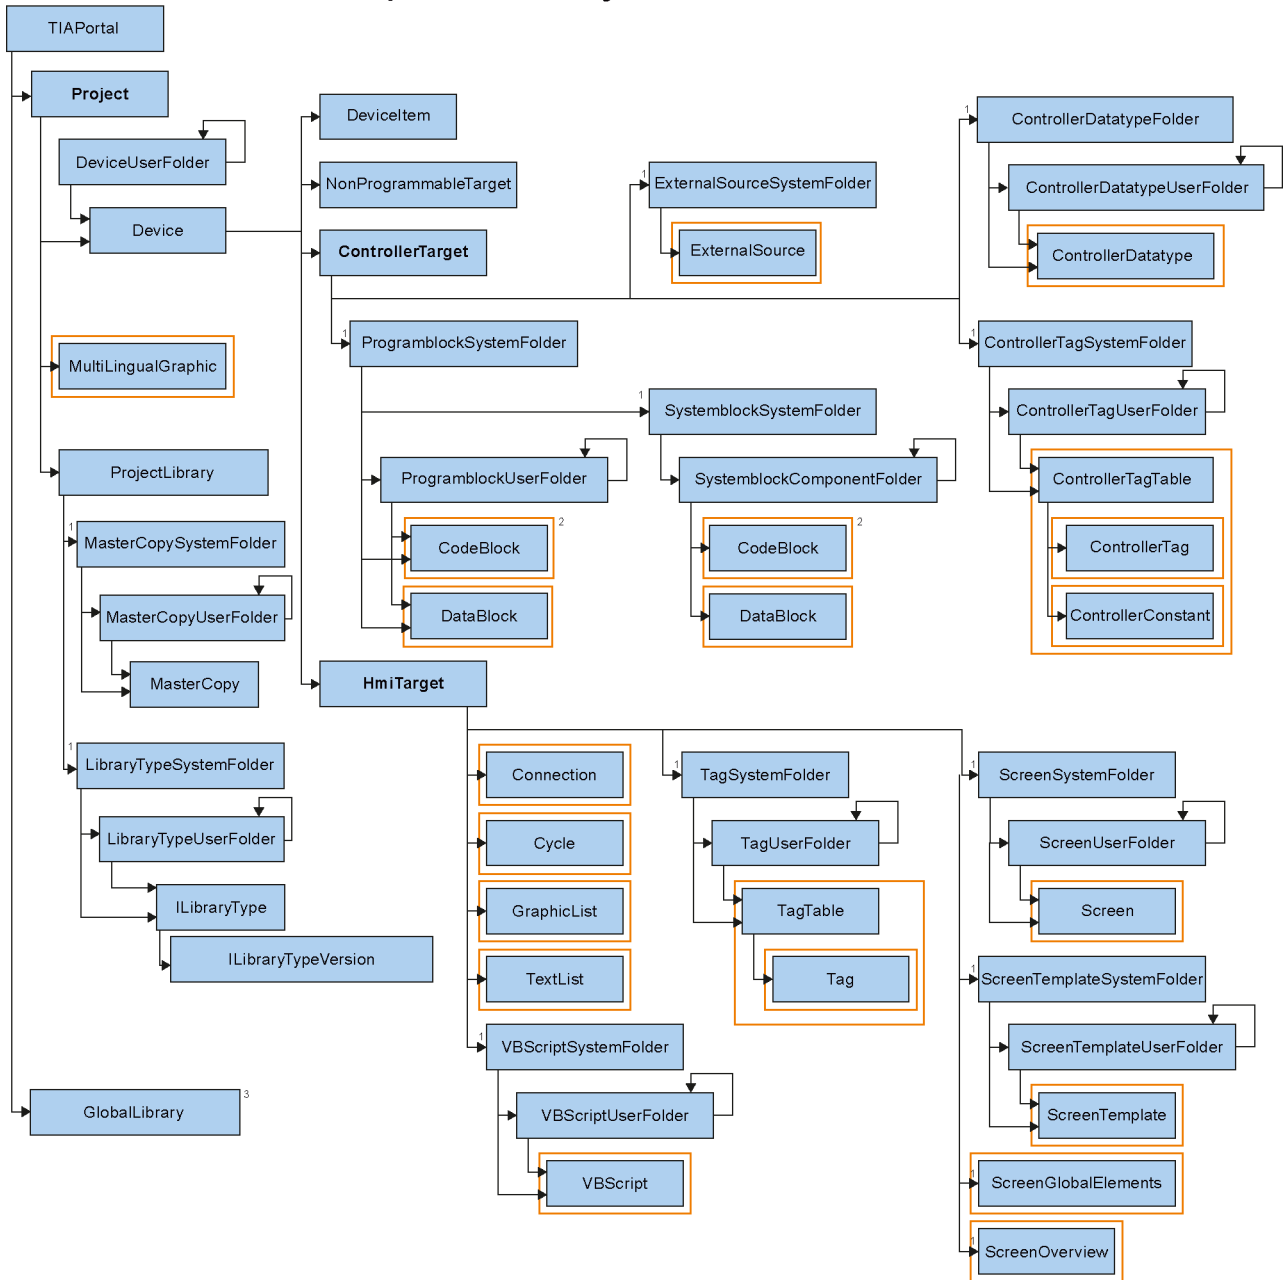 TIAPortal
Project
DeviceUserFolder
Device
MultiLingualGraphic
ProjectLibrary
1
MasterCopySystemFolder
MasterCopyUserFolder
MasterCopy
1
LibraryTypeSystemFolder
LibraryTypeUserFolder
ILibraryType
ILibraryTypeVersion
GlobalLibrary
3
DeviceItem
NonProgrammableTarget
ControllerTarget
1
ExternalSourceSystemFolder
ExternalSource
1
ControllerDatatypeFolder
ControllerDatatypeUserFolder
ControllerDatatype
1
ProgramblockSystemFolder
1
SystemblockSystemFolder
ProgramblockUserFolder
CodeBlock
2
DataBlock
SystemblockComponentFolder
CodeBlock
2
DataBlock
1
ControllerTagSystemFolder
ControllerTagUserFolder
ControllerTagTable
ControllerTag
ControllerConstant
HmiTarget
Connection
Cycle
GraphicList
TextList
1
VBScriptSystemFolder
VBScriptUserFolder
VBScript
1
TagSystemFolder
TagUserFolder
TagTable
Tag
1
ScreenSystemFolder
ScreenUserFolder
Screen
1
ScreenTemplateSystemFolder
ScreenTemplateUserFolder
ScreenTemplate
1
ScreenGlobalElements
1
ScreenOverview